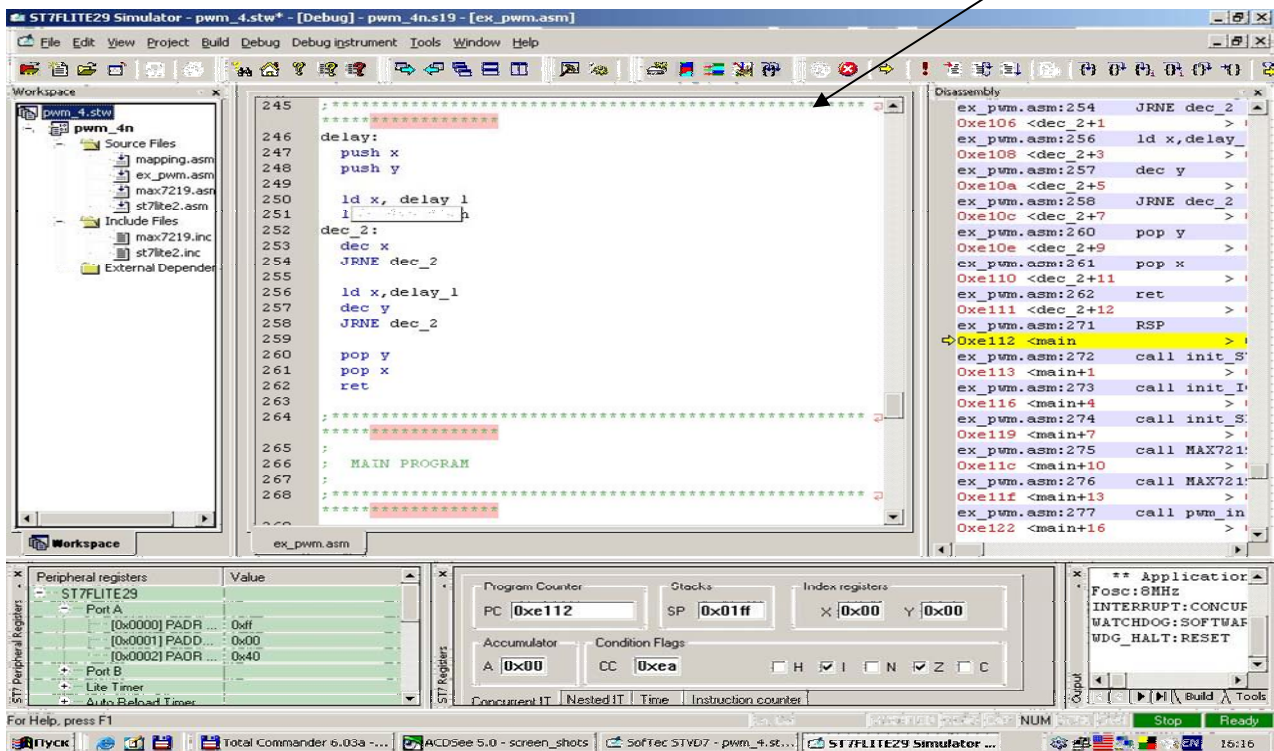 ST7FLITE29 Simulator - pwm_4.stw* - [Debug] - pwm_4n.s19 - [ex_pwm.asm]
File Edit View Project Build Debug Debug instrument Tools Window Help
Workspace
pwm_4.stw
pwm_4n
Source Files
mapping.asm
ex_pwm.asm
max7219.asm
st7lite2.asm
Include Files
max7219.inc
st7lite2.inc
External Depender
Workspace
245 ;**************************************************
******************
246 delay:
247 push x
248 push y
249
250 ld x, delay_l
251 l
252 dec_2:
253 dec x
254 JRNE dec_2
255
256 ld x,delay_l
257 dec y
258 JRNE dec_2
259
260 pop y
261 pop x
262 ret
263
264 ;**************************************************
******************
265 ;
266 ; MAIN PROGRAM
267 ;
268 ;**************************************************
******************
ex_pwm.asm
Disassembly
ex_pwm.asm:254 JRNE dec_2
0xe106 <dec_2+1 >
ex_pwm.asm:256 ld x,delay_
0xe108 <dec_2+3 >
ex_pwm.asm:257 dec y
0xe10a <dec_2+5 >
ex_pwm.asm:258 JRNE dec_2
0xe10c <dec_2+7 >
ex_pwm.asm:260 pop y
0xe10e <dec_2+9 >
ex_pwm.asm:261 pop x
0xe110 <dec_2+11 >
ex_pwm.asm:262 ret
0xe111 <dec_2+12 >
ex_pwm.asm:271 RSP
0xe112 <main >
ex_pwm.asm:272 call init_S
0xe113 <main+1 >
ex_pwm.asm:273 call init_I
0xe116 <main+4 >
ex_pwm.asm:274 call init_S
0xe119 <main+7 >
ex_pwm.asm:275 call MAX721
0xe11c <main+10 >
ex_pwm.asm:276 call MAX721
0xe11f <main+13 >
ex_pwm.asm:277 call pwm_in
0xe122 <main+16 >
ST7 Peripheral Registers
Peripheral registers Value
ST7FLITE29
Port A
[0x0000] PADR ... 0xff
[0x0001] PADD... 0x00
[0x0002] PAOR ... 0x40
Port B
Lite Timer
Auto Reload Timer
ST7 Registers
Program Counter Stacks Index registers
PC 0xe112 SP 0x01ff X 0x00 Y 0x00
Accumulator Condition Flags
A 0x00 CC 0xea H I N Z C
Concurrent IT Nested IT Time Instruction counter
Output
** Application
Fosc:8MHz
INTERRUPT:CONCUR
WATCHDOG:SOFTWAR
WDG_HALT:RESET
Build Tools
For Help, press F1
NUM Stop Ready
Пуск Total Commander 6.03a -... ACDSee 5.0 - screen_shots SofTec STVD7 - pwm_4.st... ST7FLITE29 Simulator ... EN 16:16